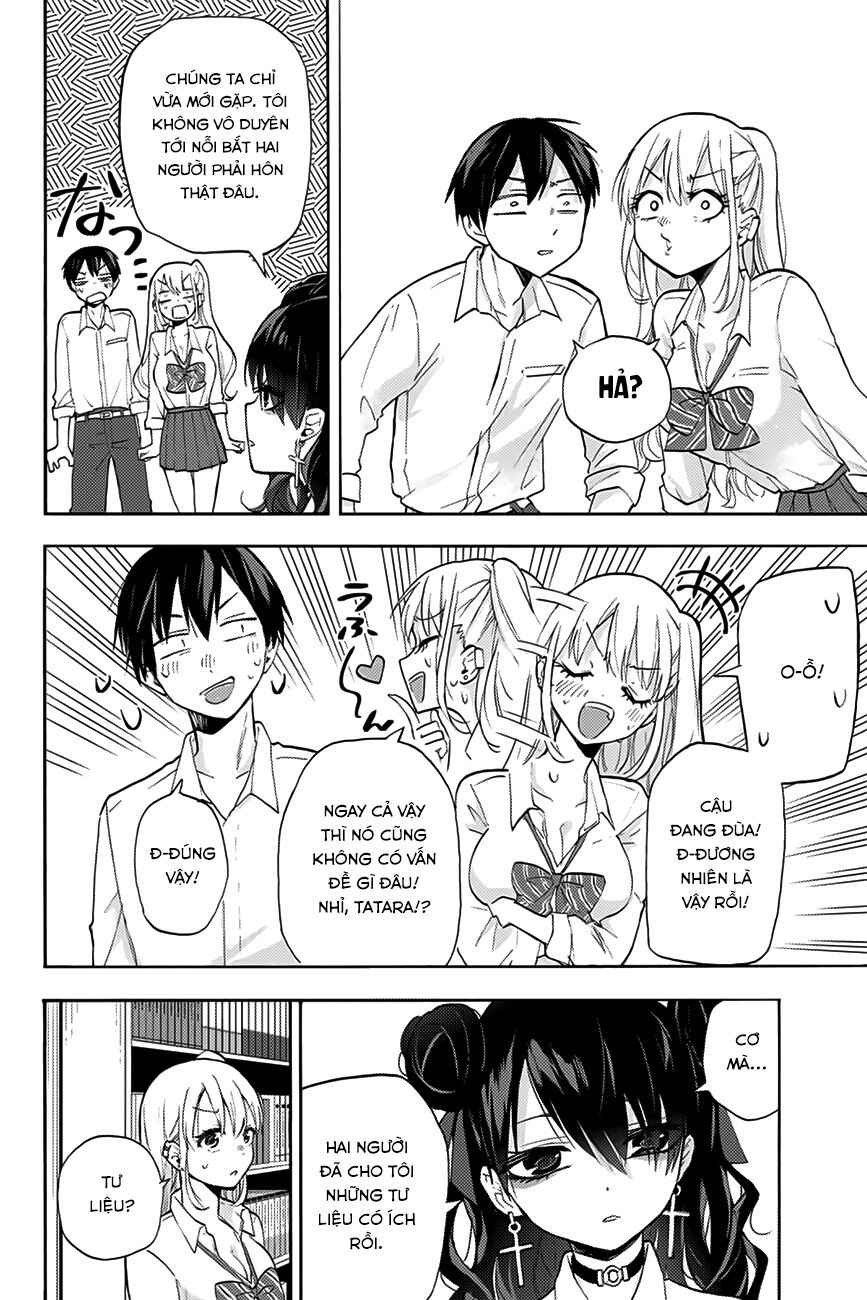 HẢ?
CHÚNG TA CHỈ
VỪA MỚI GẶP. TÔI
KHÔNG VÔ DUYÊN
TỚI NỖI BẮT HAI
NGƯỜI PHẢI HÔN
THẬT ĐÂU.
なっ
O-Ồ!
CẬU
ĐANG ĐÙA!
Đ-ĐƯƠNG
NHIÊN LÀ
VẬY RỒI!
うふ〜ん
NGAY CẢ VẬY
THÌ NÓ CŨNG
KHÔNG CÓ VẤN
ĐỀ GÌ ĐÂU!
NHỈ, TATARA!?
Đ-ĐÚNG
VẬY!
CƠ
MÀ...
HAI NGƯỜI
ĐÃ CHO TÔI
NHỮNG TƯ
LIỆU CÓ ÍCH
RỒI.
TƯ
LIỆU?